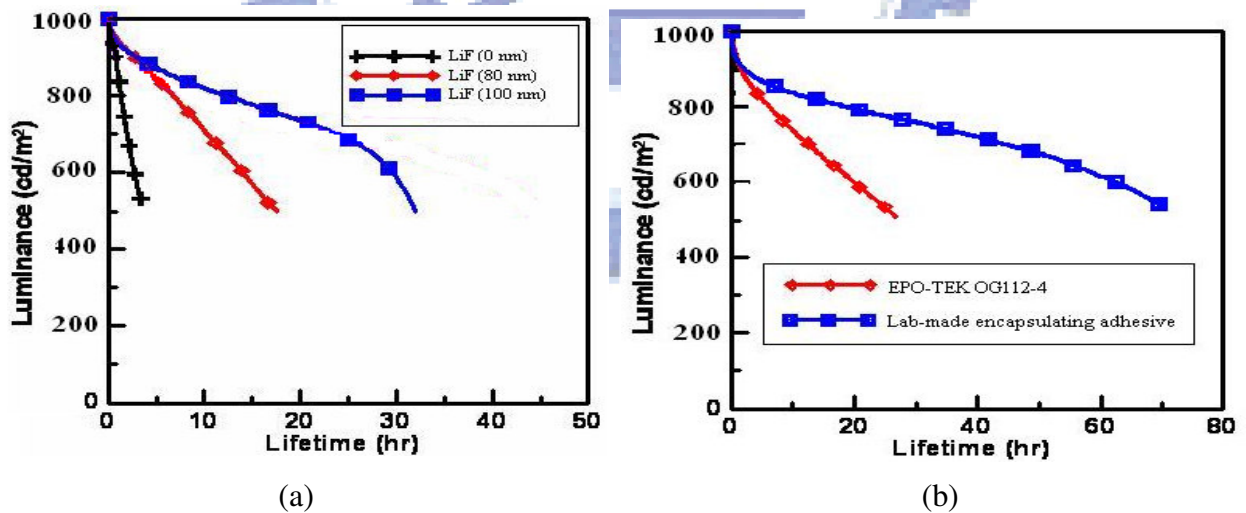 1000
800
600
400
200
0
Luminance (cd/m²)
0 10 20 30 40 50
Lifetime (hr)
LiF (0 nm)
LiF (80 nm)
LiF (100 nm)
(a)
1000
800
600
400
200
0
Luminance (cd/m²)
0 20 40 60 80
Lifetime (hr)
EPO-TEK OG112-4
Lab-made encapsulating adhesive
(b)